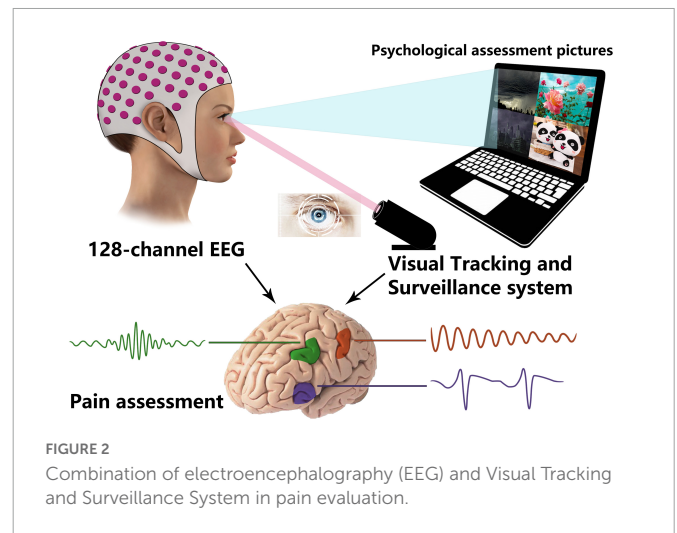 Psychological assessment pictures
128-channel EEG
Visual Tracking and
Surveillance system
Pain assessment
FIGURE 2
Combination of electroencephalography (EEG) and Visual Tracking
and Surveillance System in pain evaluation.